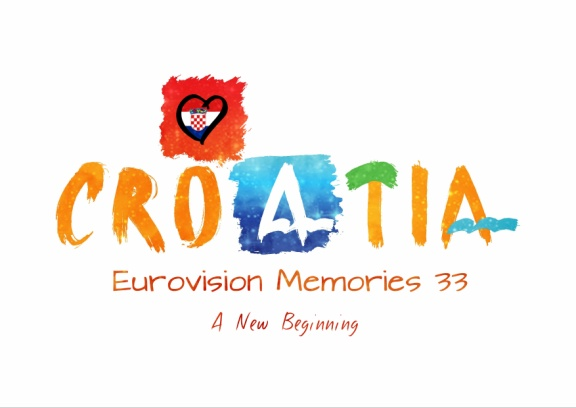 CROATIA
Eurovision Memories 33
A New Beginning